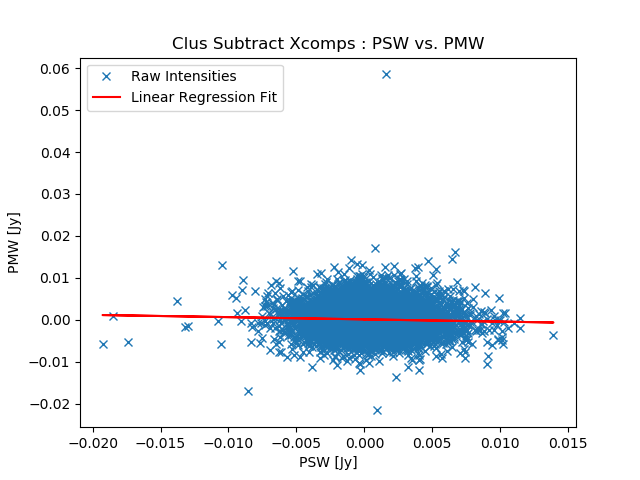 Clus Subtract Xcomps : PSW vs. PMW
Raw Intensities
Linear Regression Fit
0.06
0.05
0.04
0.03
0.02
0.01
0.00
−0.01
−0.02
PMW [Jy]
−0.020 −0.015 −0.010 −0.005 0.000 0.005 0.010 0.015
PSW [Jy]